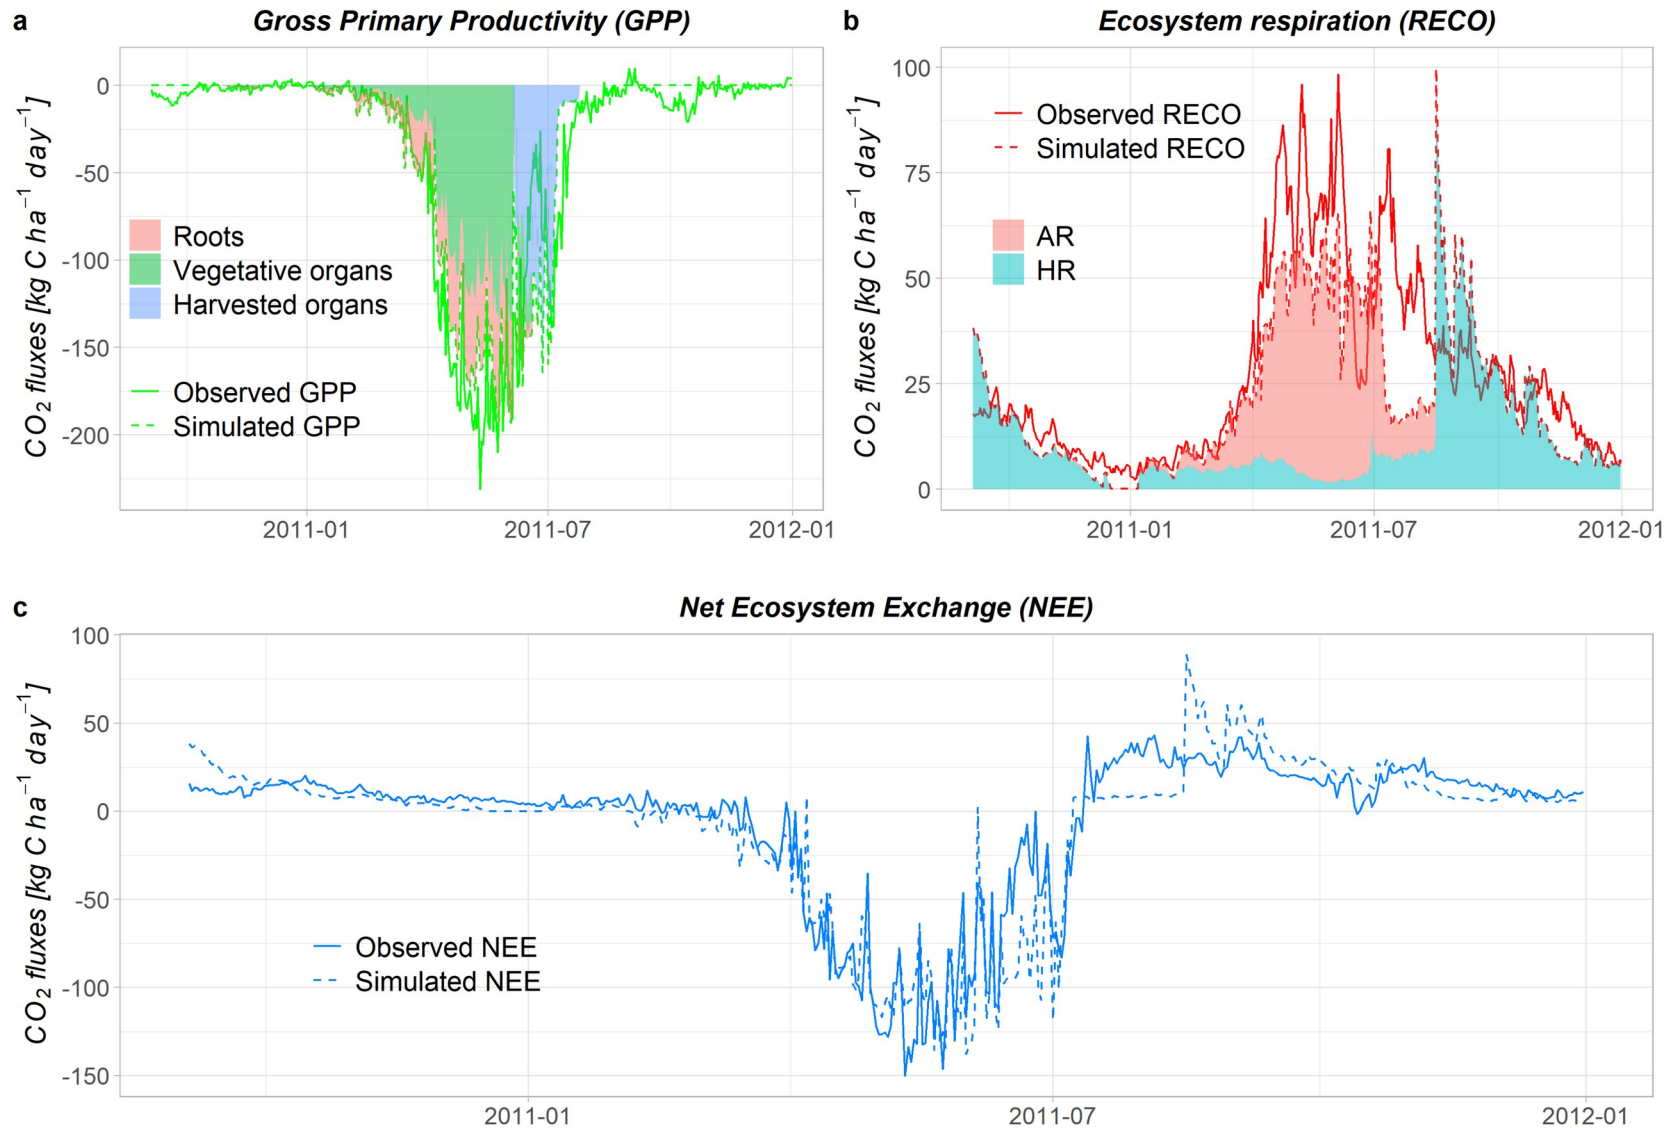 a
Gross Primary Productivity (GPP)
CO₂ fluxes [kg C ha⁻¹ day⁻¹]
0
-50
-100
-150
-200
Roots
Vegetative organs
Harvested organs
Observed GPP
Simulated GPP
2011-01
2011-07
2012-01
b
Ecosystem respiration (RECO)
CO₂ fluxes [kg C ha⁻¹ day⁻¹]
100
75
50
25
0
Observed RECO
Simulated RECO
AR
HR
2011-01
2011-07
2012-01
c
Net Ecosystem Exchange (NEE)
CO₂ fluxes [kg C ha⁻¹ day⁻¹]
100
50
0
-50
-100
-150
Observed NEE
Simulated NEE
2011-01
2011-07
2012-01